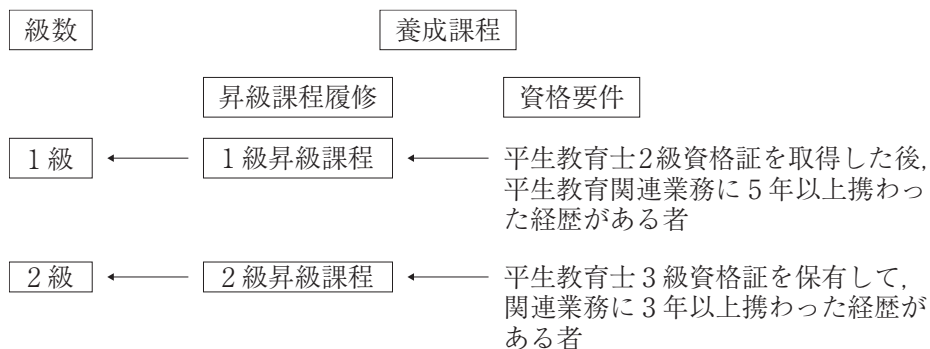 級数 養成課程
昇級課程履修 資格要件
1級 1級昇級課程 平生教育士2級資格証を取得した後,
平生教育関連業務に5年以上携わっ
た経歴がある者
2級 2級昇級課程 平生教育士3級資格証を保有して,
関連業務に3年以上携わった経歴が
ある者